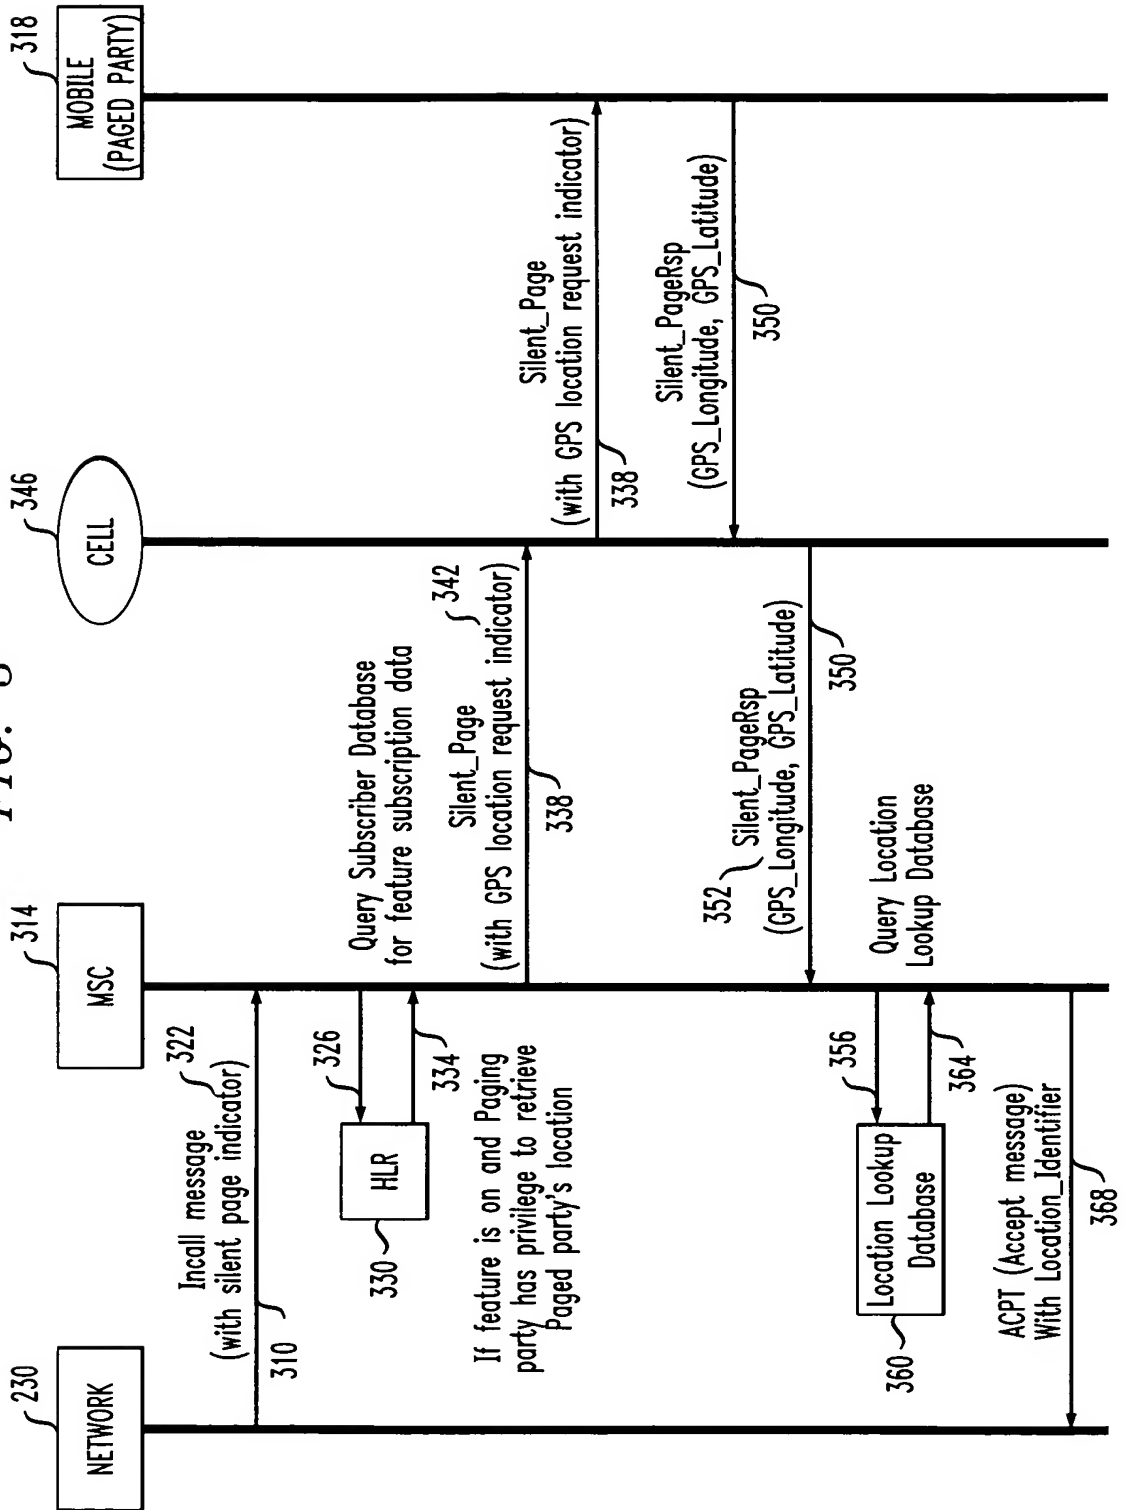 FIG. 3
NETWORK
230
MSC
314
CELL
346
MOBILE
(PAGED PARTY)
318
Incall message
(with silent page indicator)
322
310
326
HLR
330
334
Query Subscriber Database
for feature subscription data
If feature is on and Paging
party has privilege to retrieve
Paged party's location
Silent_Page
(with GPS location request indicator)
342
338
Silent_Page
(with GPS location request indicator)
338
Silent_PageRsp
(GPS_Longitude, GPS_Latitude)
350
352
Silent_PageRsp
(GPS_Longitude, GPS_Latitude)
350
356
Location Lookup
Database
360
364
Query Location
Lookup Database
ACPT (Accept message)
With Location_Identifier
368